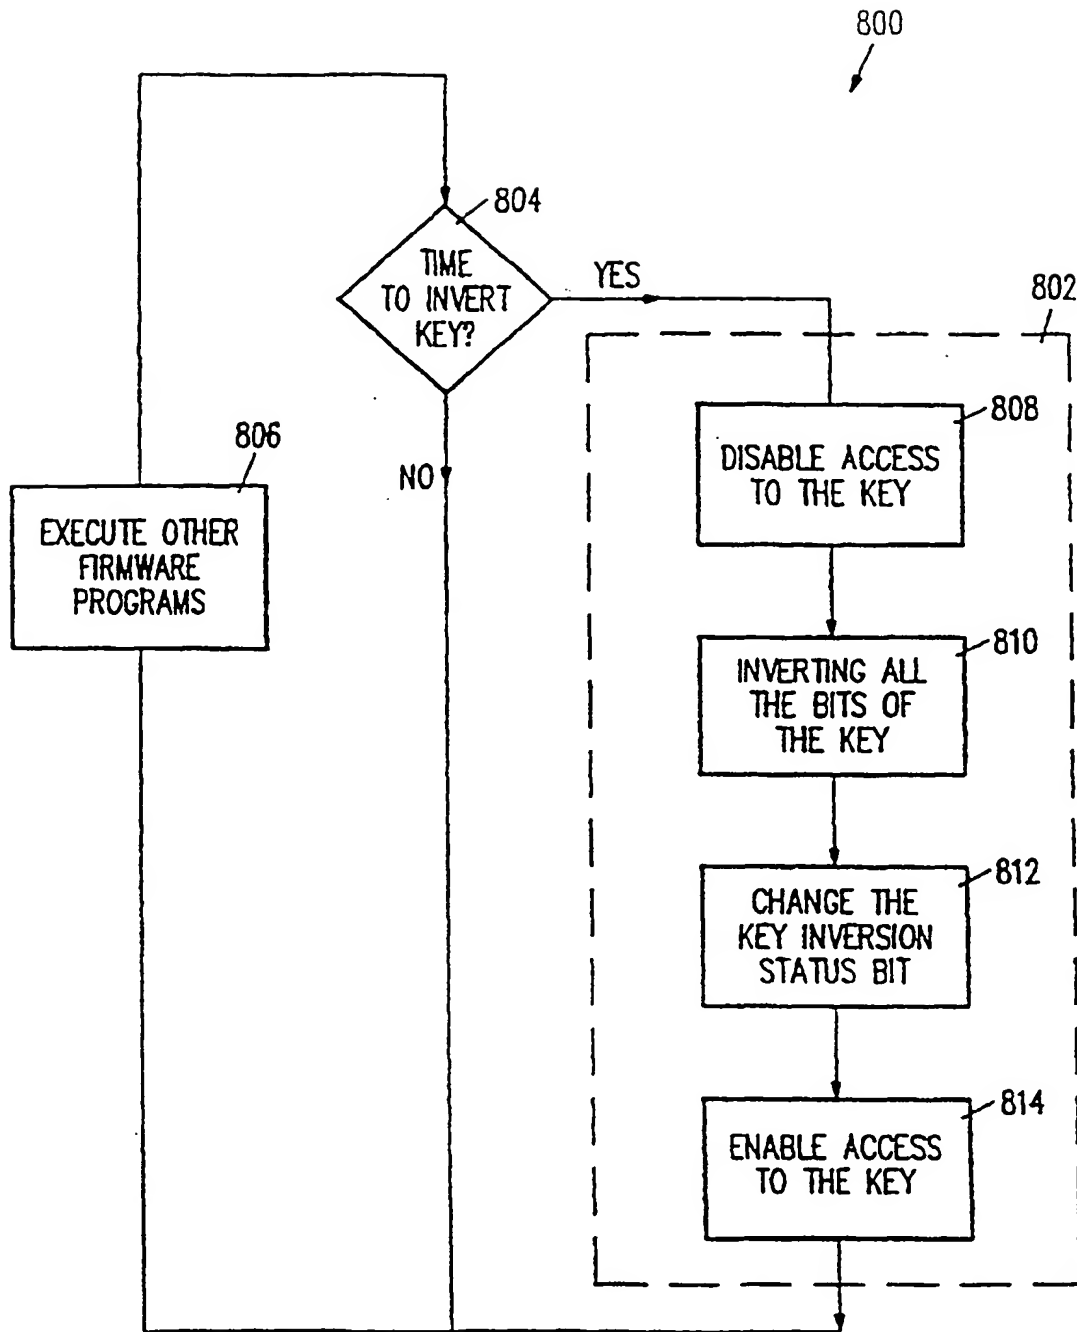 800
804
TIME
TO INVERT
KEY?
YES
802
808
DISABLE ACCESS
TO THE KEY
806
NO
EXECUTE OTHER
FIRMWARE
PROGRAMS
810
INVERTING ALL
THE BITS OF
THE KEY
812
CHANGE THE
KEY INVERSION
STATUS BIT
814
ENABLE ACCESS
TO THE KEY